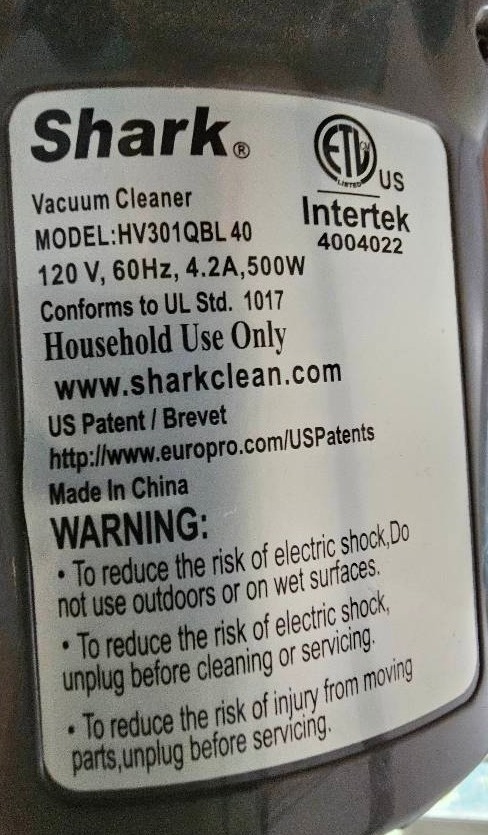 Shark®
ETL CM
LISTED
US
Intertek
4004022
Vacuum Cleaner
MODEL:HV301QBL 40
120 V, 60Hz, 4.2A,500W
Conforms to UL Std. 1017
Household Use Only
www.sharkclean.com
US Patent / Brevet
http://www.europro.com/USPatents
Made In China
WARNING:
• To reduce the risk of electric shock,Do
not use outdoors or on wet surfaces.
• To reduce the risk of electric shock,
unplug before cleaning or servicing.
• To reduce the risk of injury from moving
parts,unplug before servicing.